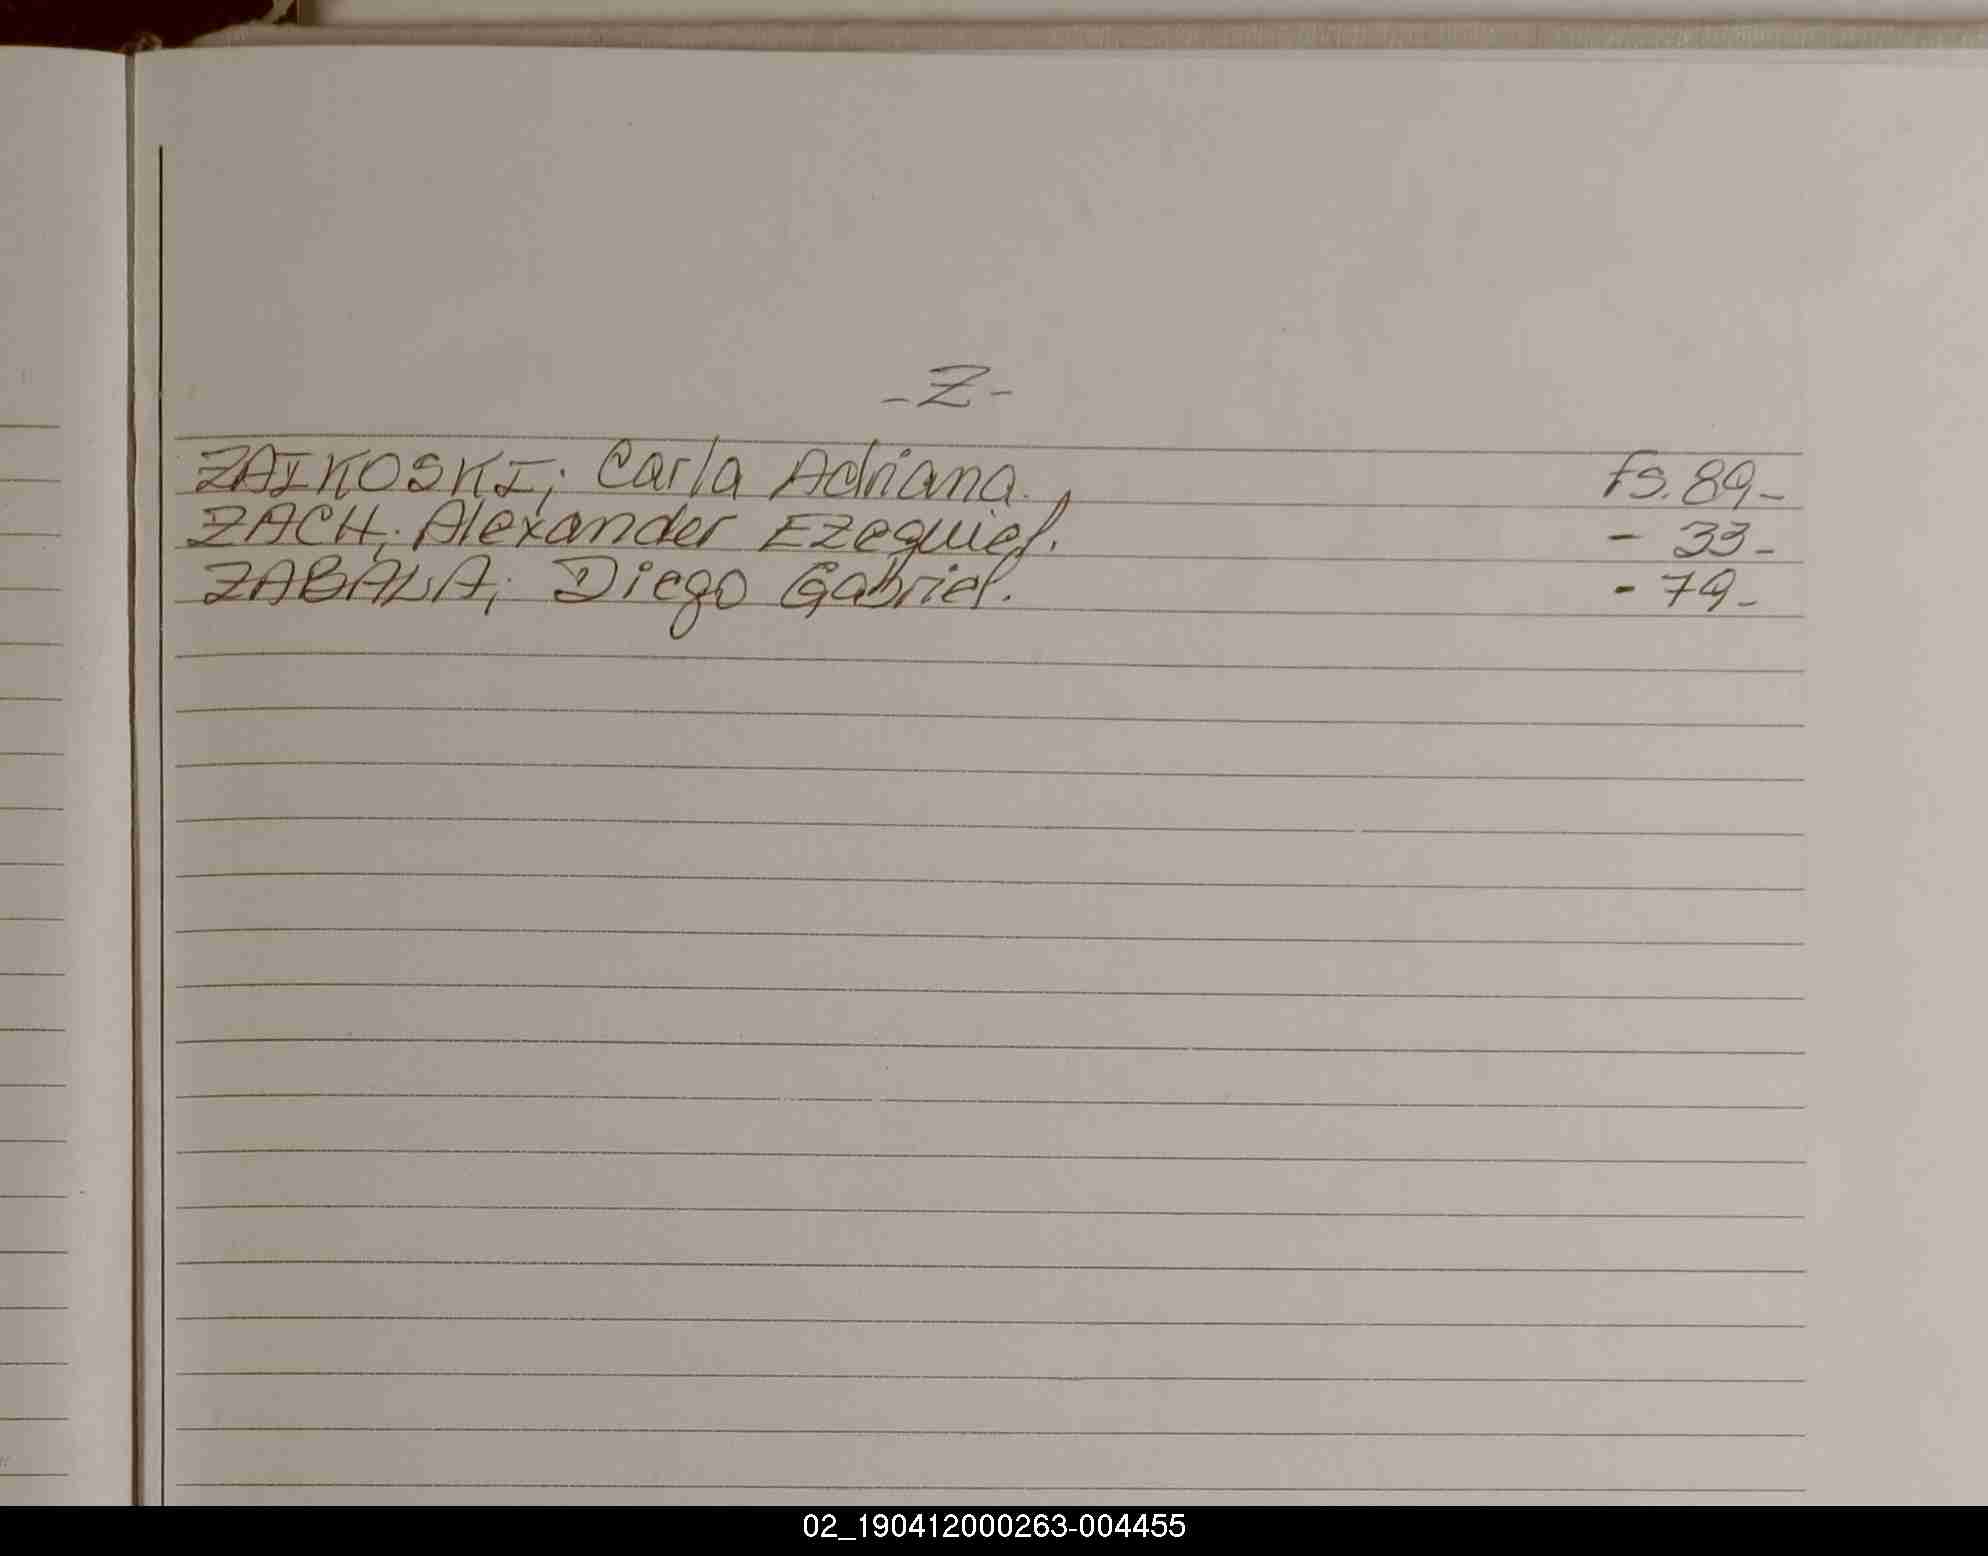 - Z -
ZAIKOSKI; Carla Adriana. fs. 89-
ZACH; Alexander Ezequiel. - 33-
ZABALA; Diego Gabriel. - 79-
02_190412000263-004455